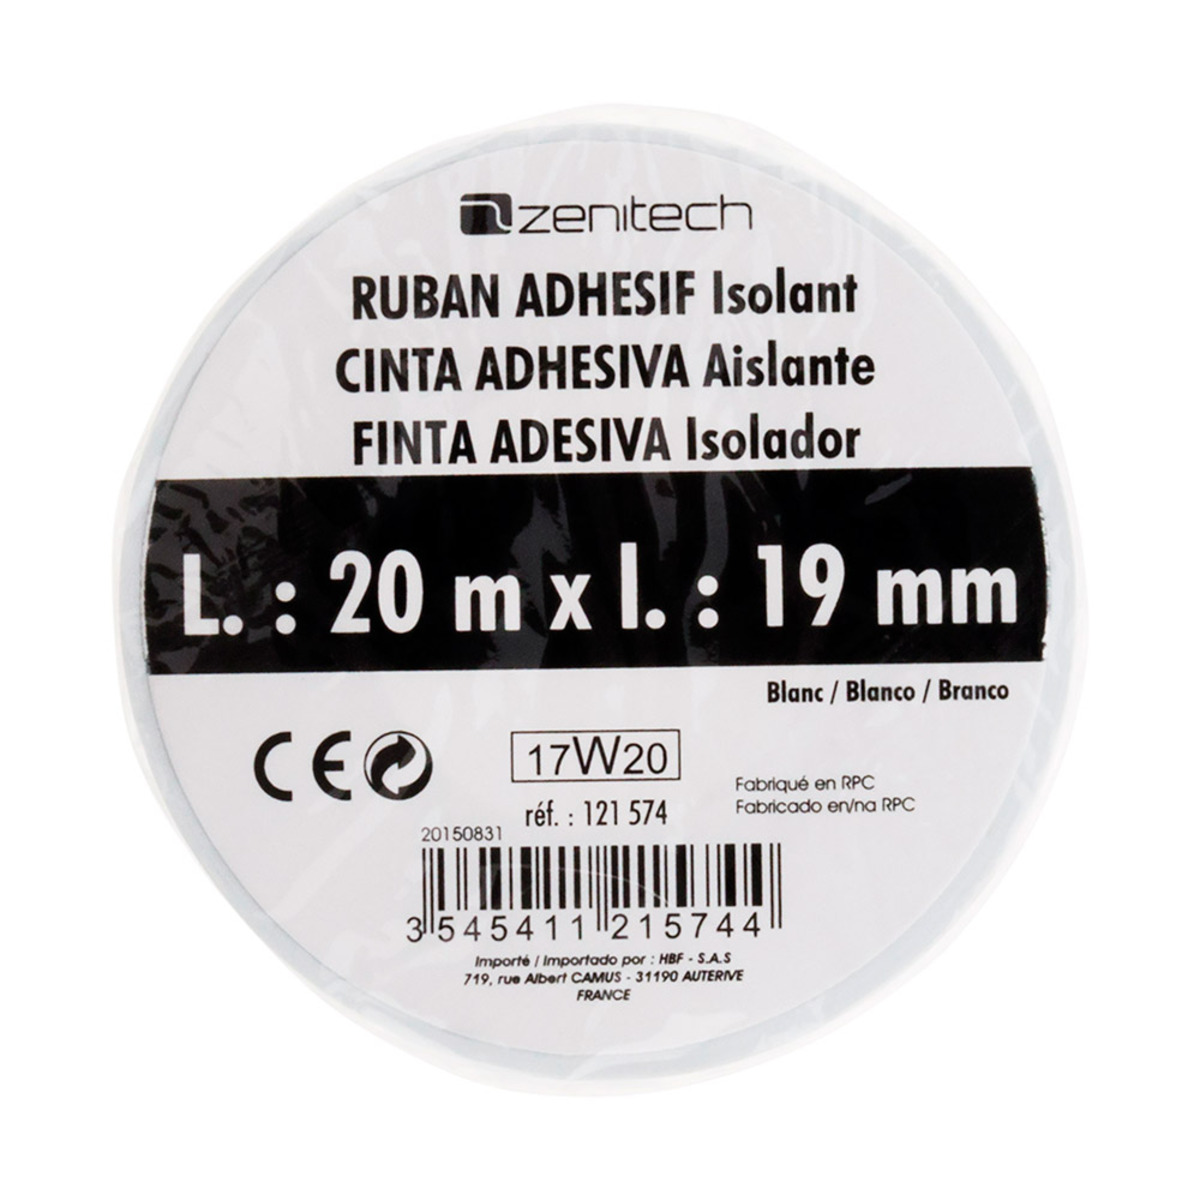 zenitech
RUBAN ADHESIF Isolant
CINTA ADHESIVA Aislante
FINTA ADESIVA Isolador
L. : 20 m x l. : 19 mm
Blanc / Blanco / Branco
CE
17W20
Fabriqué en RPC
Fabricado en/na RPC
réf. : 121 574
20150831
3 545411 215744
Importé / Importado por : HBF - S.A.S
719, rue Albert CAMUS - 31190 AUTERIVE
FRANCE